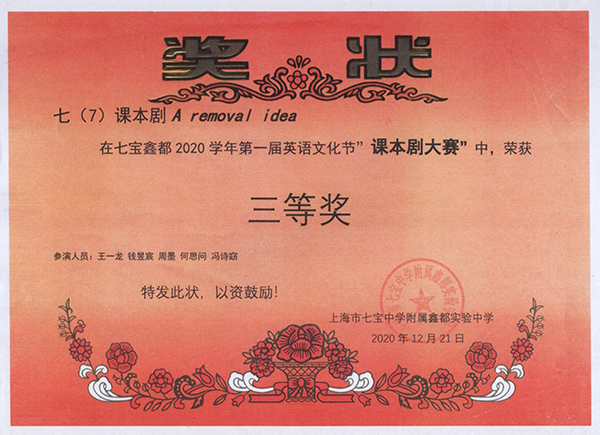 奖 状
七（7）课本剧 A removal idea
在七宝鑫都 2020 学年第一届英语文化节”课本剧大赛”中，荣获
三等奖
参演人员：王一龙 钱昱宸 周墨 何思问 冯诗窈
特发此状，以资鼓励！
上海市七宝中学附属鑫都实验中学
2020 年 12 月 21 日